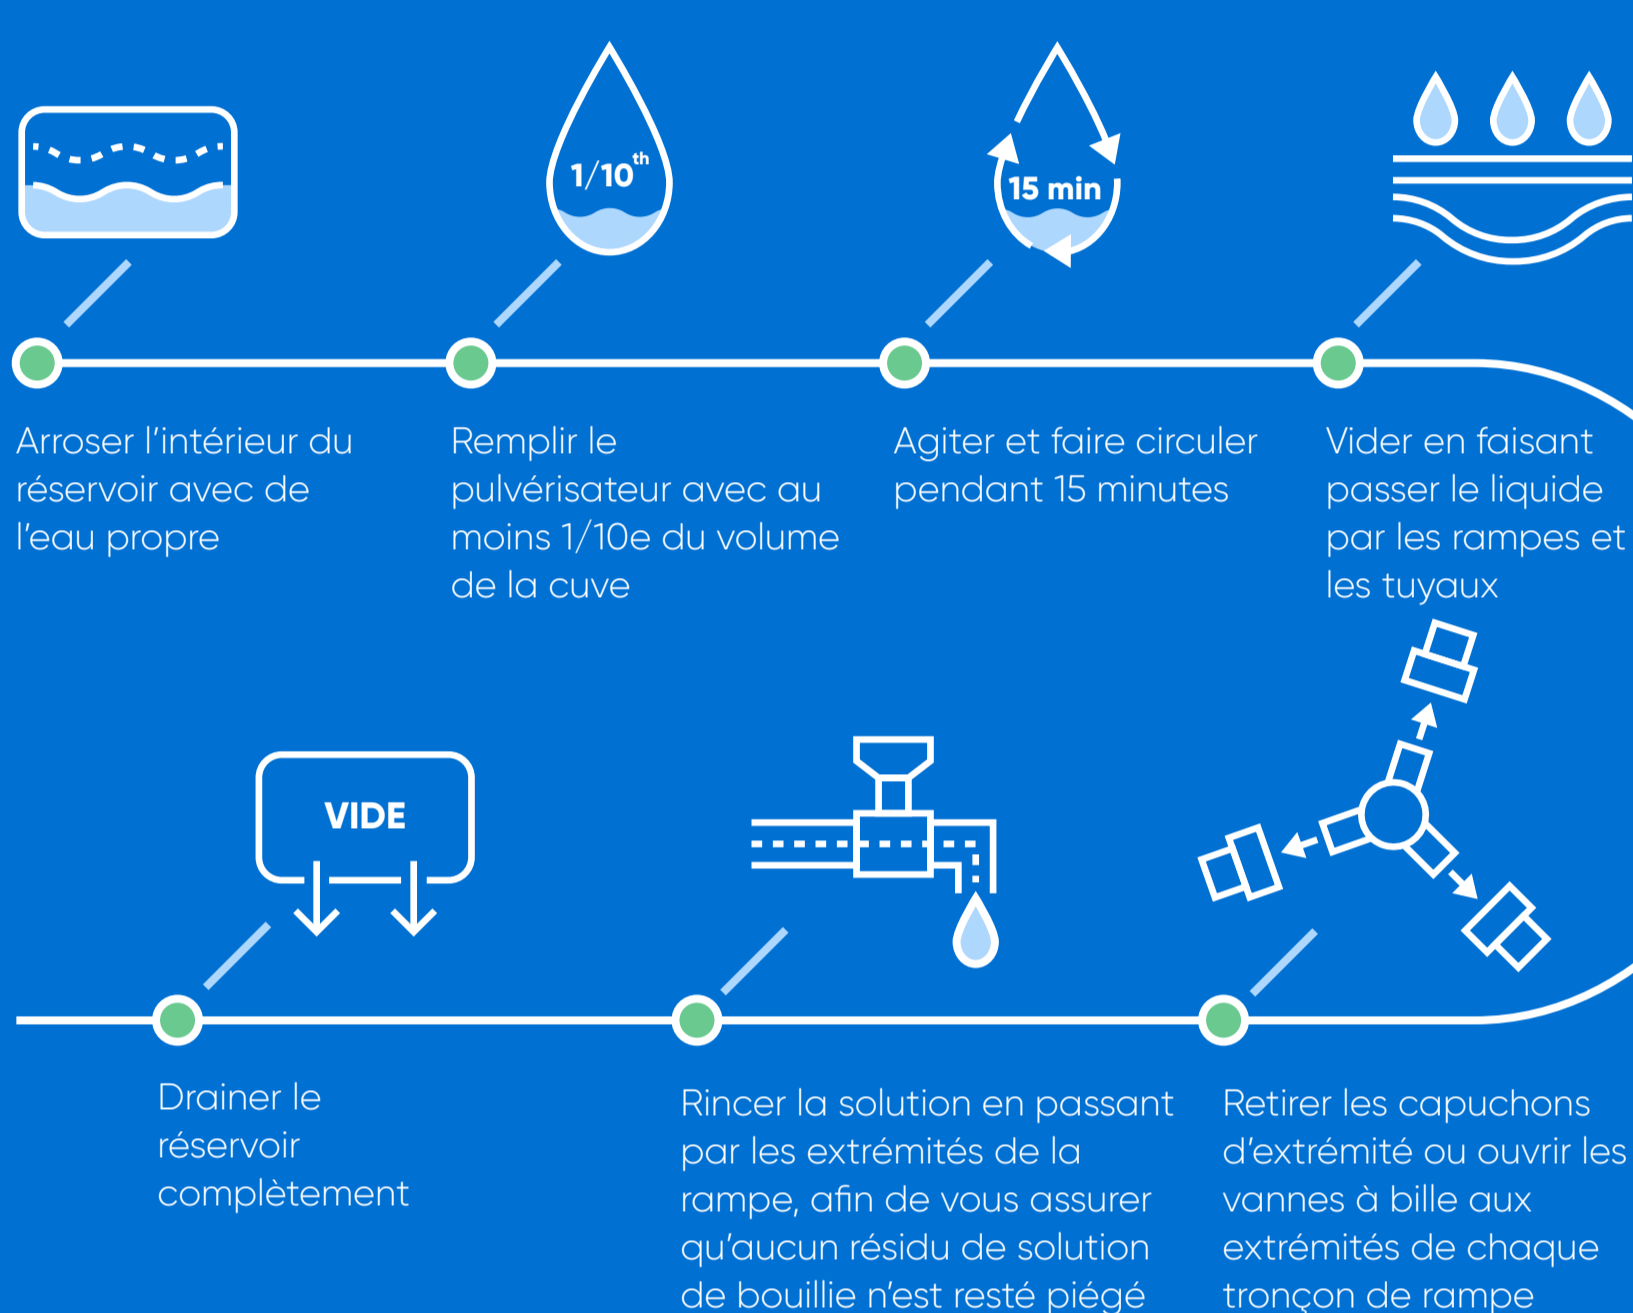 1/10th
15 min
Arroser l'intérieur du
réservoir avec de
l'eau propre
Remplir le
pulvérisateur avec au
moins 1/10e du volume
de la cuve
Agiter et faire circuler
pendant 15 minutes
Vider en faisant
passer le liquide
par les rampes et
les tuyaux
VIDE
Drainer le
réservoir
complètement
Rincer la solution en passant
par les extrémités de la
rampe, afin de vous assurer
qu'aucun résidu de solution
de bouillie n'est resté piégé
Retirer les capuchons
d'extrémité ou ouvrir les
vannes à bille aux
extrémités de chaque
tronçon de rampe